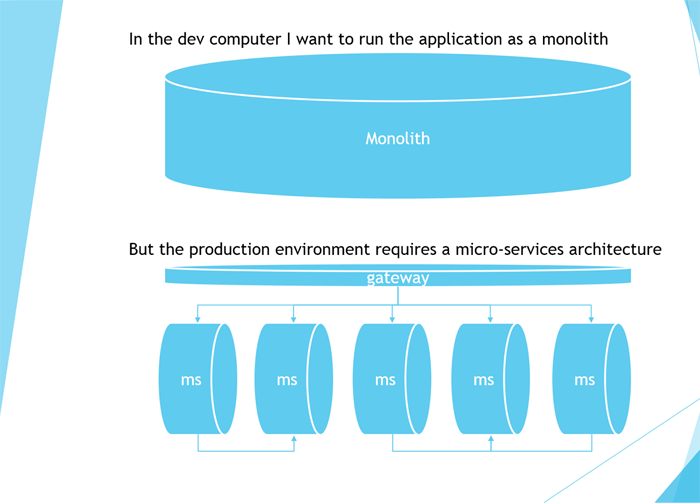 In the dev computer I want to run the application as a monolith
Monolith
But the production environment requires a micro-services architecture
gateway
ms
ms
ms
ms
ms